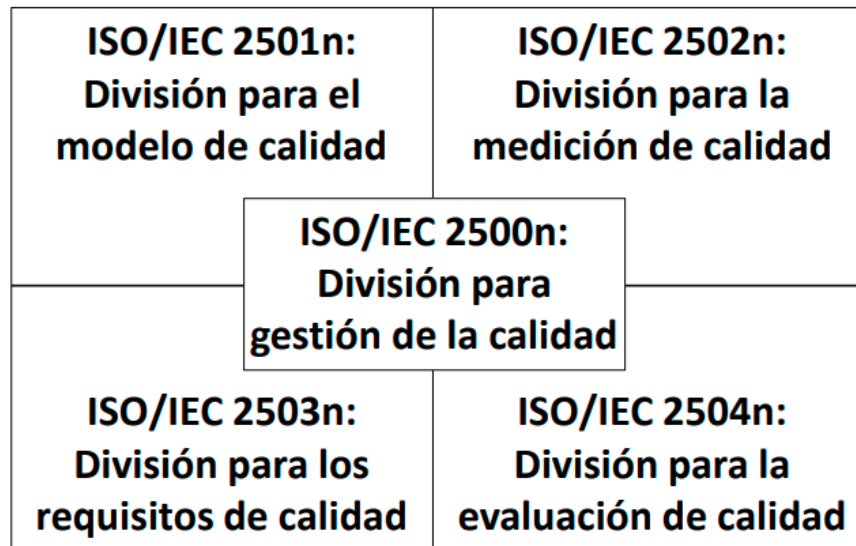 ISO/IEC 2501n:
División para el
modelo de calidad
ISO/IEC 2502n:
División para la
medición de calidad
ISO/IEC 2500n:
División para
gestión de la calidad
ISO/IEC 2503n:
División para los
requisitos de calidad
ISO/IEC 2504n:
División para la
evaluación de calidad